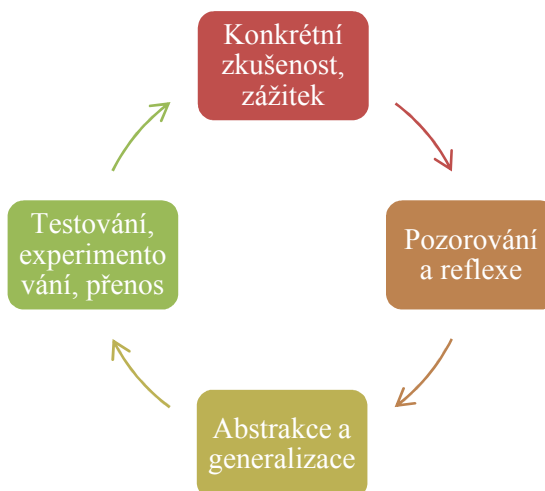 Konkrétní
zkušenost,
zážitek
Pozorování
a reflexe
Abstrakce a
generalizace
Testování,
experimento
vání, přenos